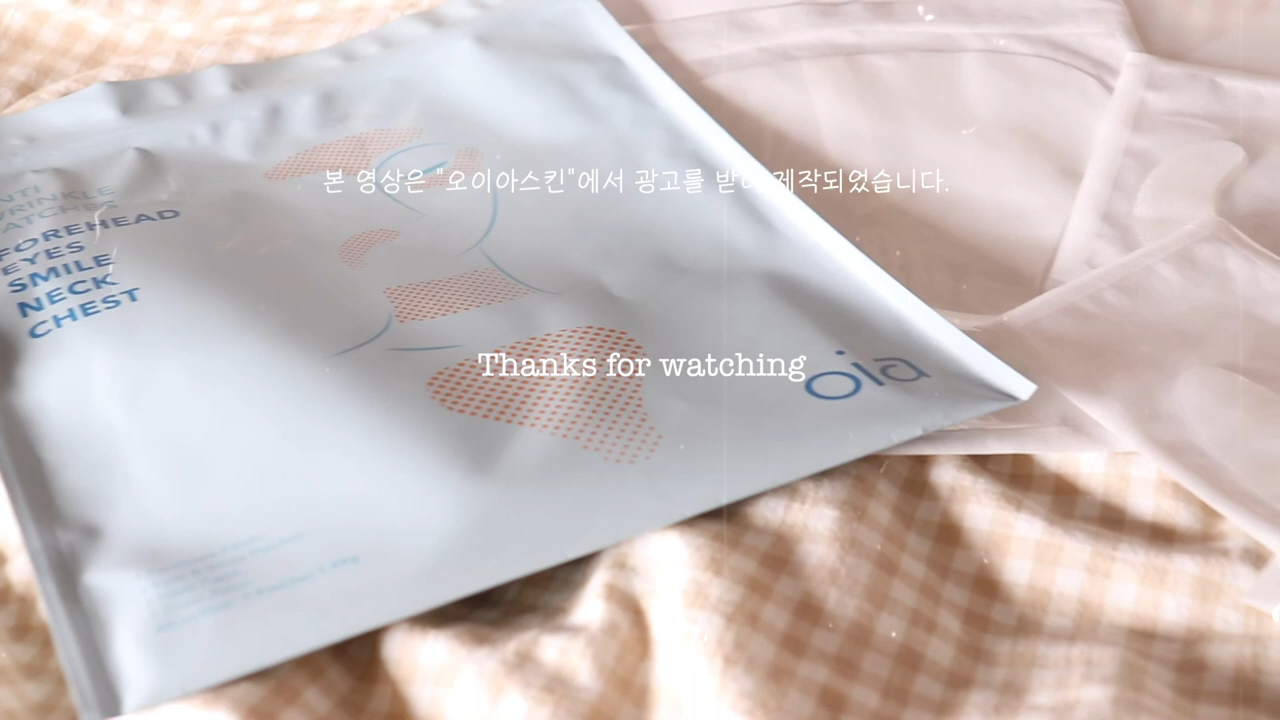 본 영상은 "오이아스킨"에서 광고를 받아 제작되었습니다.
ANTI
WRINKLE
PATCHES
FOREHEAD
EYES
SMILE
NECK
CHEST
Thanks for watching
oia